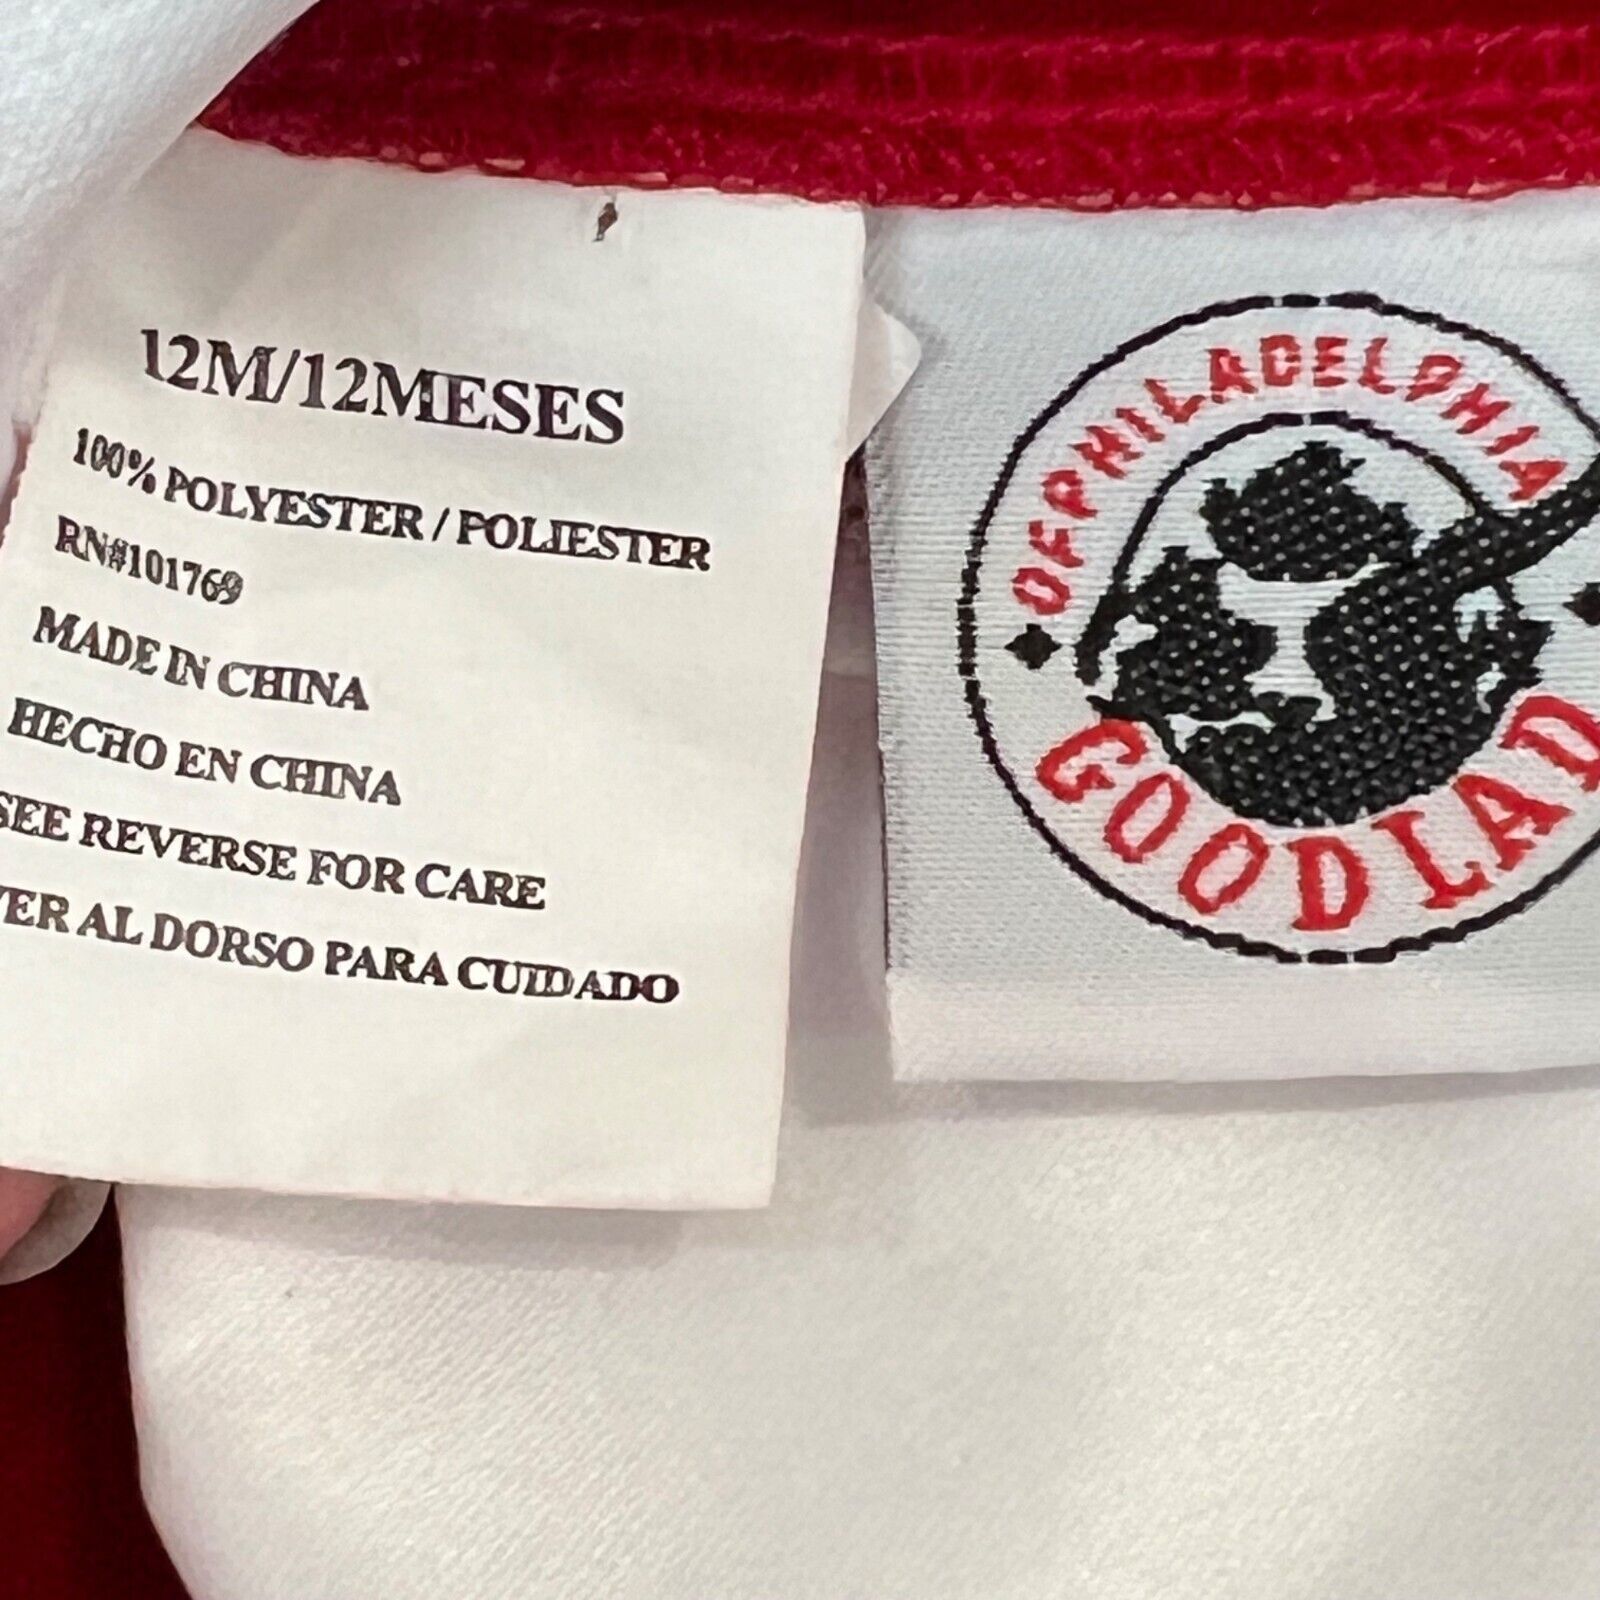 12M/12MESES
100% POLYESTER / POLIESTER
RN#101769
MADE IN CHINA
HECHO EN CHINA
SEE REVERSE FOR CARE
VER AL DORSO PARA CUIDADO
OF PHILADELPHIA
GOODLAD